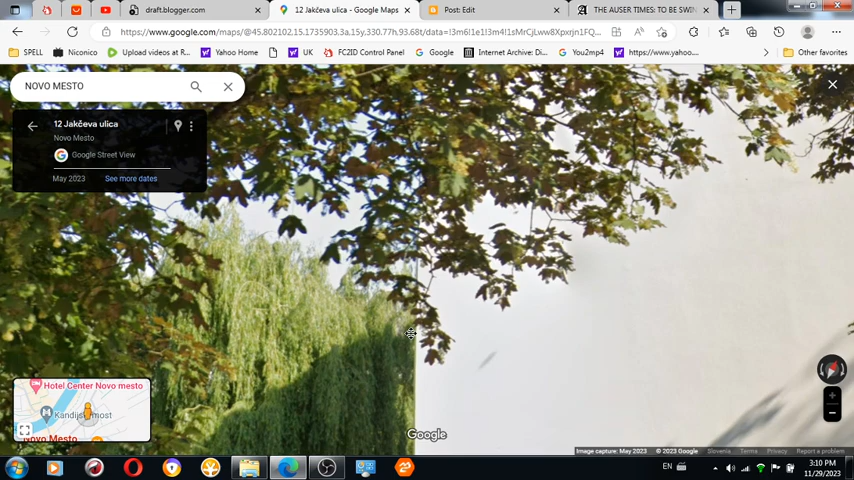 draft.blogger.com
12 Jakčeva ulica - Google Maps
Post: Edit
THE AUSER TIMES: TO BE SWIN
https://www.google.com/maps/@45.802102,15.1735903,3a,15y,330.77h,93.68t/data=!3m6!1e1!3m4!1sMrCjLww8Xpxrjn1FQ...
SPELL
Niconico
Upload videos at R...
Yahoo Home
UK
FC2ID Control Panel
Google
Internet Archive: Di...
You2mp4
https://www.yahoo....
Other favorites
NOVO MESTO
12 Jakčeva ulica
Novo Mesto
Google Street View
May 2023
See more dates
Hotel Center Novo mesto
Novo Mesto
Google
Image capture: May 2023
© 2023 Google
Slovenia
Terms
Privacy
Report a problem
EN
3:10 PM
11/29/2023